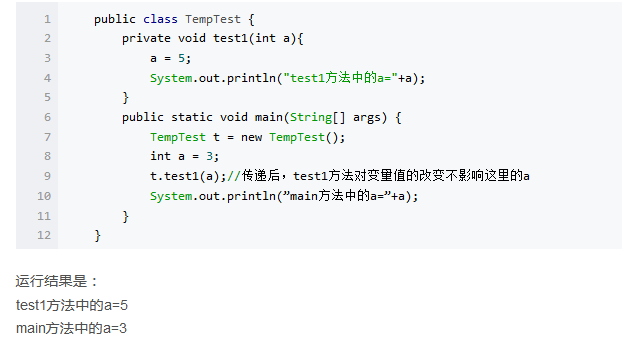 1 public class TempTest {
2 private void test1(int a){
3 a = 5;
4 System.out.println("test1方法中的a="+a);
5 }
6 public static void main(String[] args) {
7 TempTest t = new TempTest();
8 int a = 3;
9 t.test1(a);//传递后，test1方法对变量值的改变不影响这里的a
10 System.out.println(”main方法中的a=”+a);
11 }
12 }
运行结果是：
test1方法中的a=5
main方法中的a=3